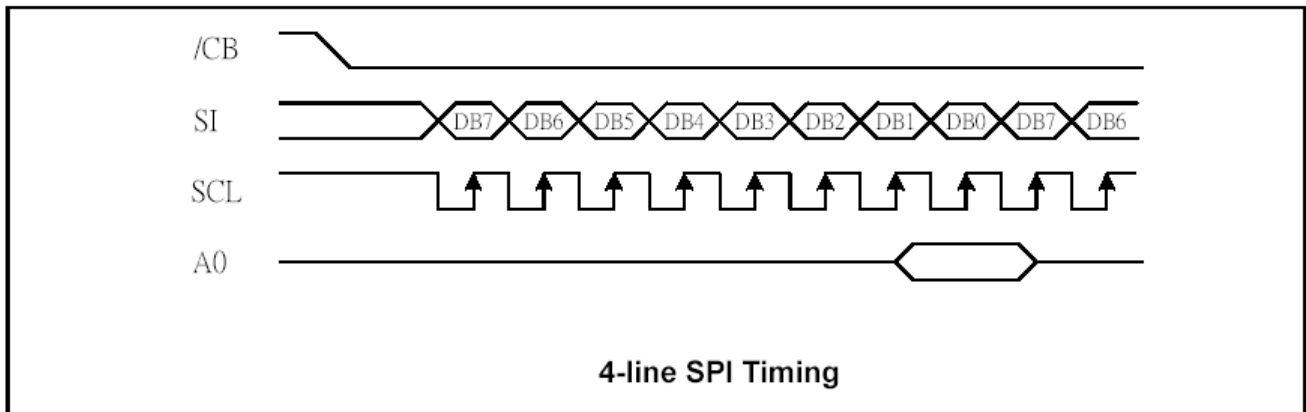 /CB
SI DB7 DB6 DB5 DB4 DB3 DB2 DB1 DB0 DB7 DB6
SCL
A0
4-line SPI Timing